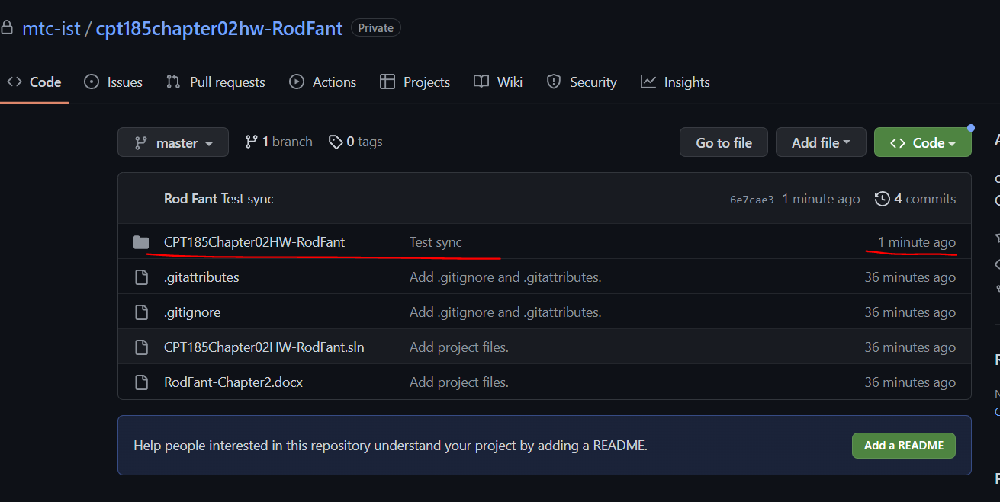 mtc-ist / cpt185chapter02hw-RodFant Private
Code Issues Pull requests Actions Projects Wiki Security Insights
master 1 branch 0 tags Go to file Add file Code
Rod Fant Test sync 6e7cae3 1 minute ago 4 commits
CPT185Chapter02HW-RodFant Test sync 1 minute ago
.gitattributes Add .gitignore and .gitattributes. 36 minutes ago
.gitignore Add .gitignore and .gitattributes. 36 minutes ago
CPT185Chapter02HW-RodFant.sln Add project files. 36 minutes ago
RodFant-Chapter2.docx Add project files. 36 minutes ago
Help people interested in this repository understand your project by adding a README. Add a README